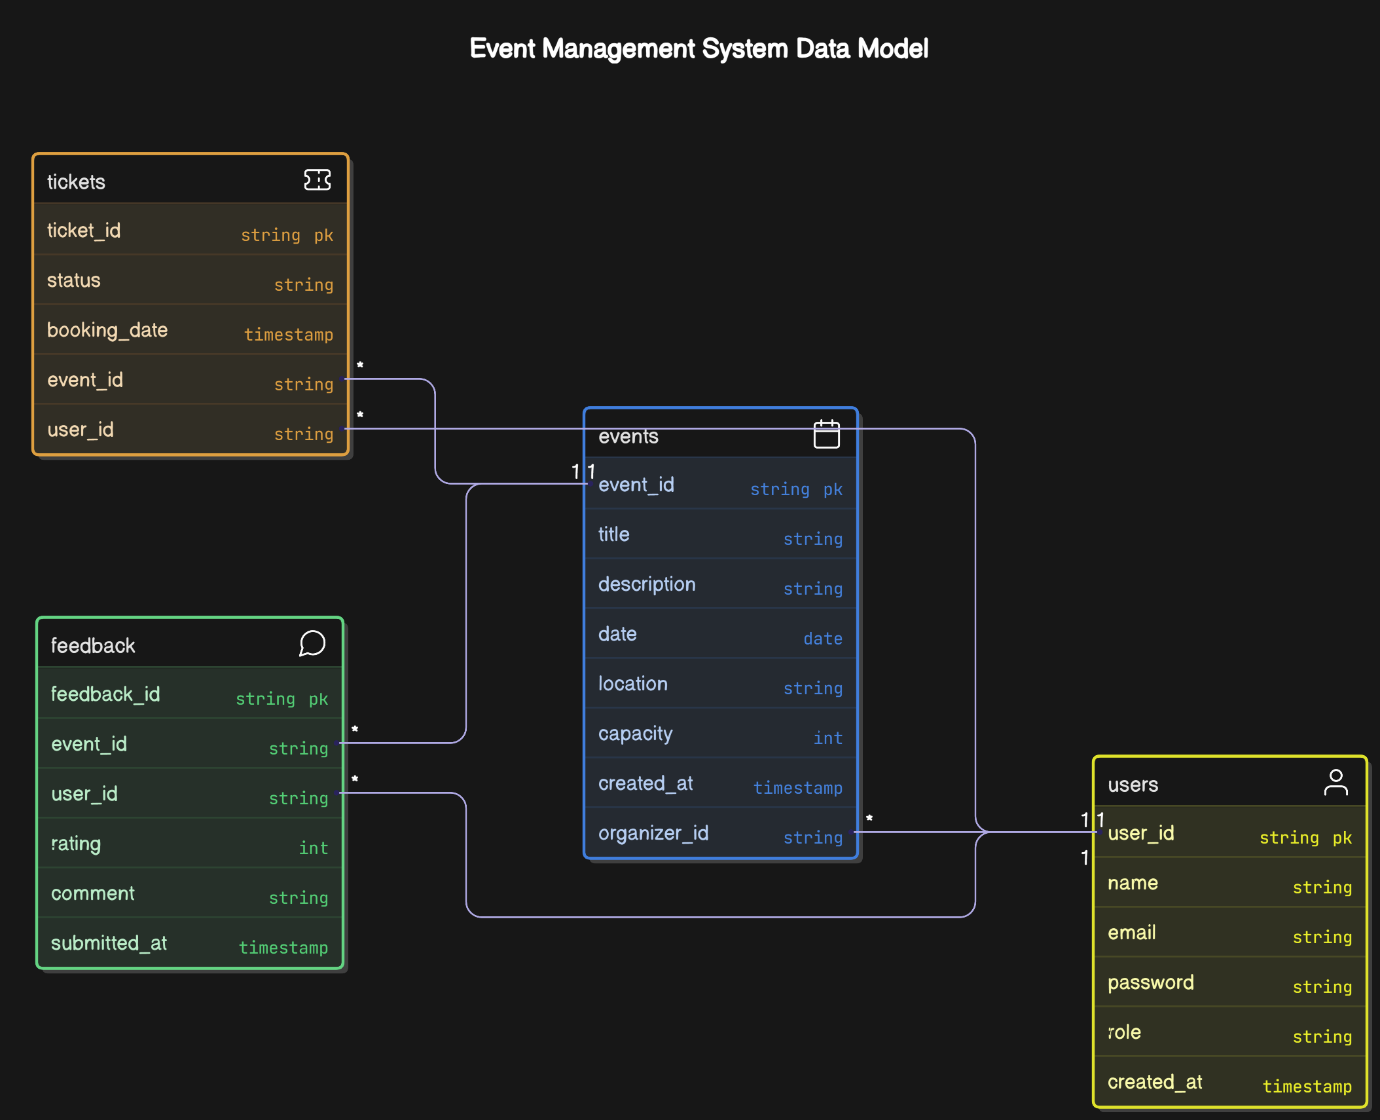 Event Management System Data Model
tickets
ticket_id string pk
status string
booking_date timestamp
event_id string
user_id string
*
*
events
1 1
event_id string pk
title string
description string
date date
location string
capacity int
created_at timestamp
organizer_id string
*
feedback
feedback_id string pk
event_id string
user_id string
rating int
comment string
submitted_at timestamp
*
*
users
1 1
user_id string pk
1
name string
email string
password string
role string
created_at timestamp